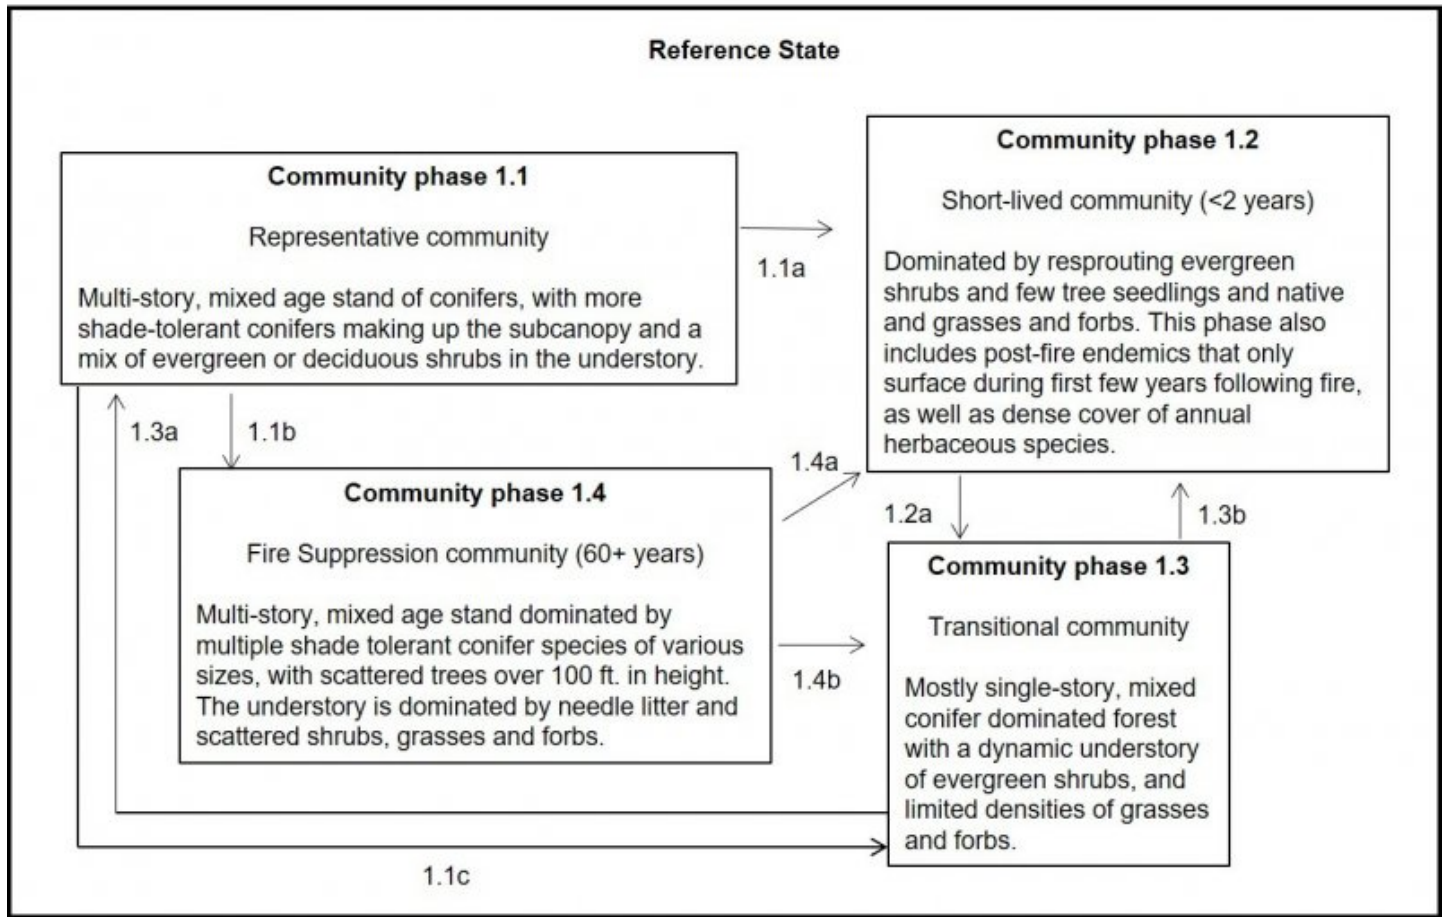 Reference State
Community phase 1.1
Representative community
Multi-story, mixed age stand of conifers, with more
shade-tolerant conifers making up the subcanopy and a
mix of evergreen or deciduous shrubs in the understory.
1.1a
Community phase 1.2
Short-lived community (<2 years)
Dominated by resprouting evergreen
shrubs and few tree seedlings and native
and grasses and forbs. This phase also
includes post-fire endemics that only
surface during first few years following fire,
as well as dense cover of annual
herbaceous species.
1.3a
1.1b
Community phase 1.4
Fire Suppression community (60+ years)
Multi-story, mixed age stand dominated by
multiple shade tolerant conifer species of various
sizes, with scattered trees over 100 ft. in height.
The understory is dominated by needle litter and
scattered shrubs, grasses and forbs.
1.4a
1.4b
1.2a
1.3b
Community phase 1.3
Transitional community
Mostly single-story, mixed
conifer dominated forest
with a dynamic understory
of evergreen shrubs, and
limited densities of grasses
and forbs.
1.1c